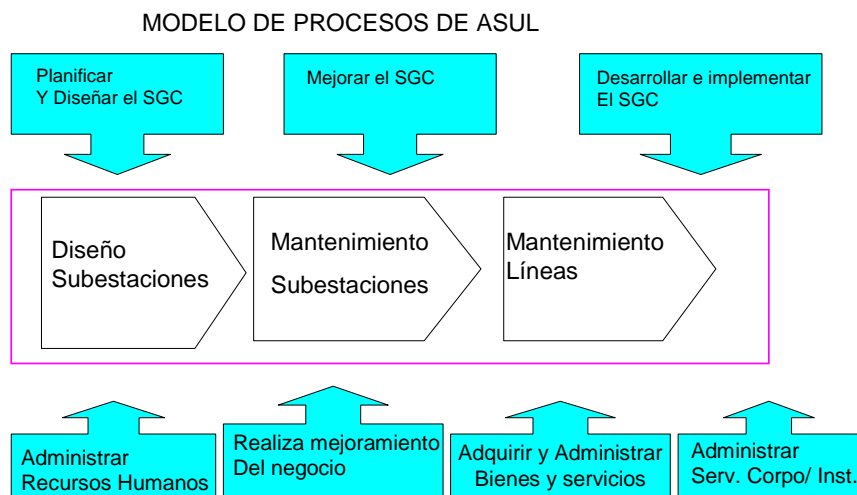 MODELO DE PROCESOS DE ASUL
Planificar
Y Diseñar el SGC
Mejorar el SGC
Desarrollar e implementar
El SGC
Diseño
Subestaciones
Mantenimiento
Subestaciones
Mantenimiento
Líneas
Administrar
Recursos Humanos
Realiza mejoramiento
Del negocio
Adquirir y Administrar
Bienes y servicios
Administrar
Serv. Corpo/ Inst.